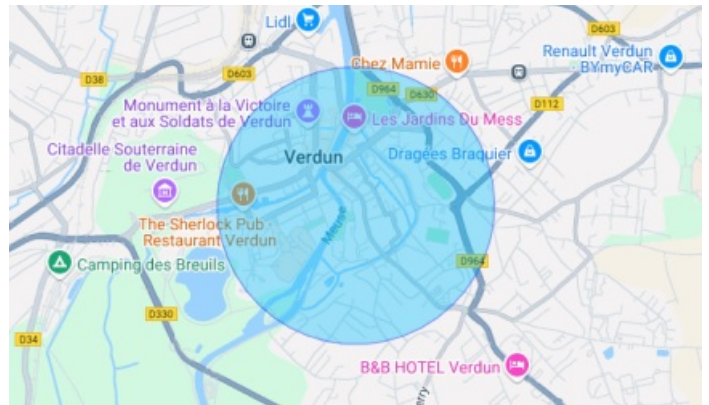 Lidl
D603
D38
D603
Chez Mamie
Renault Verdun
BYmyCAR
D964
D630
D112
Monument à la Victoire
et aux Soldats de Verdun
Les Jardins Du Mess
Citadelle Souterraine
de Verdun
Verdun
Dragées Braquier
The Sherlock Pub -
Restaurant Verdun
Meuse
Camping des Breuils
D964
D330
D34
B&B HOTEL Verdun